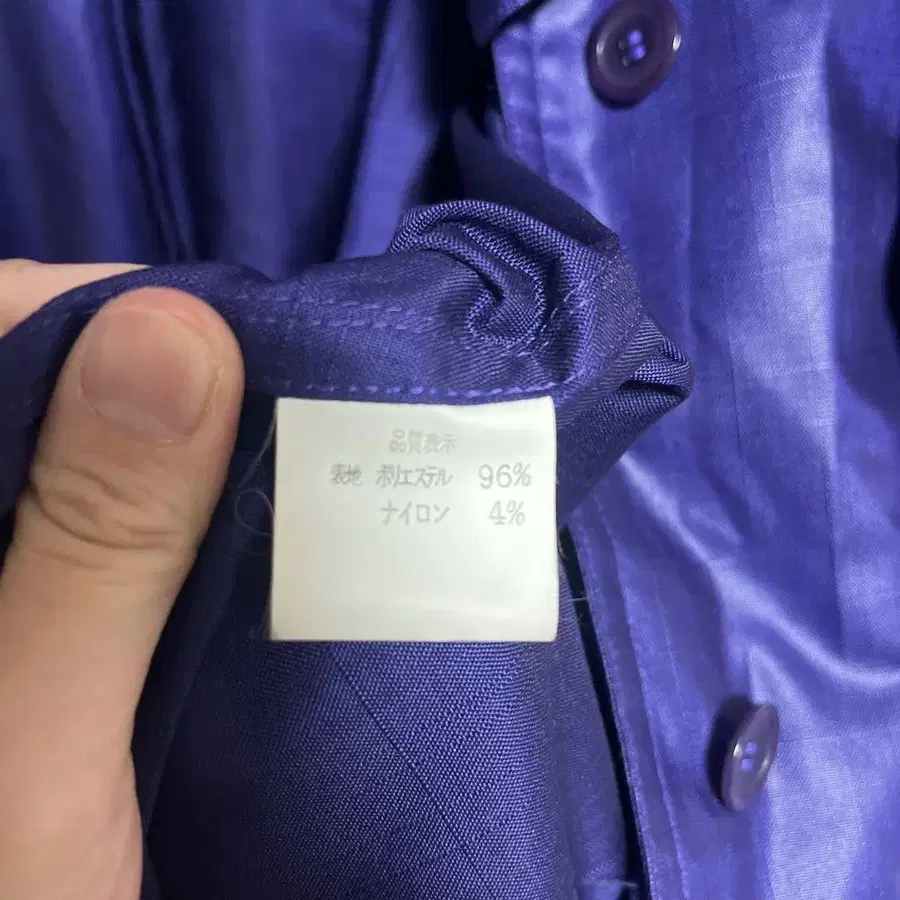 品質表示
表地 ポリエステル 96%
ナイロン 4%